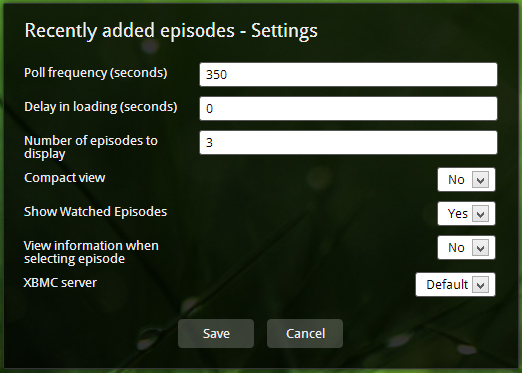 Recently added episodes - Settings
Poll frequency (seconds) 350
Delay in loading (seconds) 0
Number of episodes to
display 3
Compact view No
Show Watched Episodes Yes
View information when
selecting episode No
XBMC server Default
Save Cancel